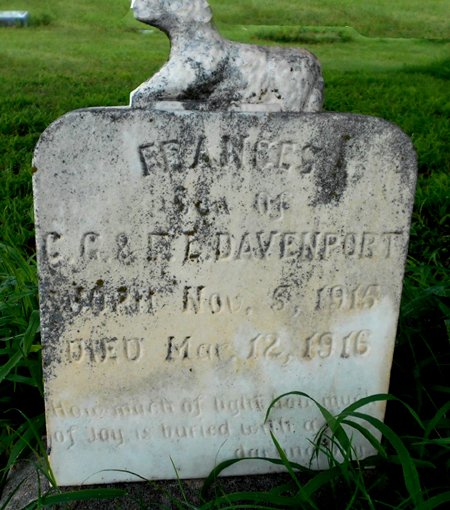 FRANCES
Son of
& DAVENPORT
BORN Nov. 5, 1915
DIED Mar. 12, 1916
How much of light how much
of joy, is buried with a